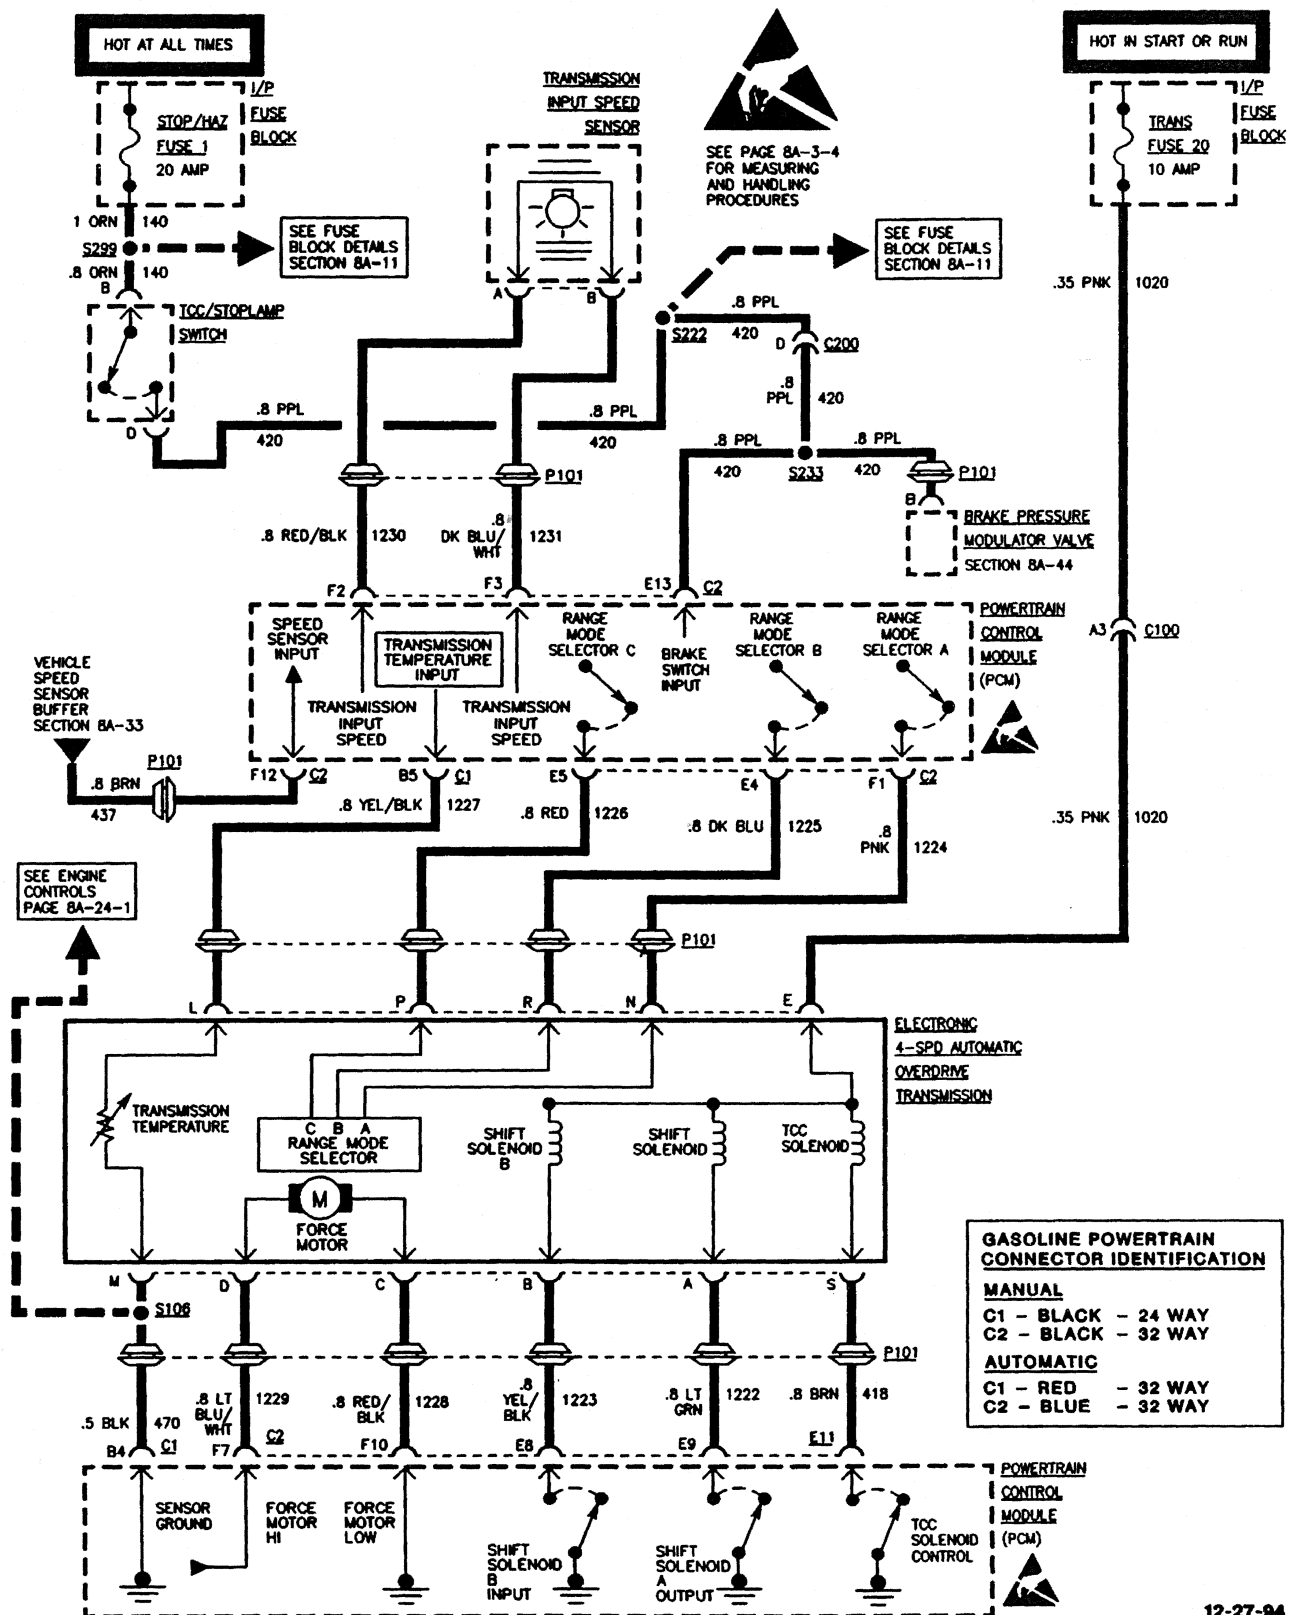 HOT AT ALL TIMES
I/P
FUSE
BLOCK
STOP/HAZ
FUSE 1
20 AMP
1 ORN 140
S299
.8 ORN 140
B
SEE FUSE
BLOCK DETAILS
SECTION 8A-11
TCC/STOPLAMP
SWITCH
D
.8 PPL
420
TRANSMISSION
INPUT SPEED
SENSOR
A
B
SEE PAGE 8A-3-4
FOR MEASURING
AND HANDLING
PROCEDURES
SEE FUSE
BLOCK DETAILS
SECTION 8A-11
HOT IN START OR RUN
I/P
FUSE
BLOCK
TRANS
FUSE 20
10 AMP
.35 PNK 1020
.8 PPL
420
S222
D
C200
.8
PPL 420
.8 PPL
420
.8 PPL
420
S233
.8 PPL
420
P101
P101
B
BRAKE PRESSURE
MODULATOR VALVE
SECTION 8A-44
.8 RED/BLK 1230
.8
DK BLU/
WHT
1231
F2
F3
E13
C2
POWERTRAIN
CONTROL
MODULE
(PCM)
A3
C100
SPEED
SENSOR
INPUT
TRANSMISSION
TEMPERATURE
INPUT
RANGE
MODE
SELECTOR C
BRAKE
SWITCH
INPUT
RANGE
MODE
SELECTOR B
RANGE
MODE
SELECTOR A
TRANSMISSION
INPUT
SPEED
TRANSMISSION
INPUT
SPEED
VEHICLE
SPEED
SENSOR
BUFFER
SECTION 8A-33
P101
.8 BRN
437
F12
C2
B5
C1
E5
E4
F1
C2
.8 YEL/BLK 1227
.8 RED 1226
.8 DK BLU 1225
.8
PNK 1224
.35 PNK 1020
SEE ENGINE
CONTROLS
PAGE 8A-24-1
P101
L
P
R
N
E
ELECTRONIC
4-SPD AUTOMATIC
OVERDRIVE
TRANSMISSION
TRANSMISSION
TEMPERATURE
C B A
RANGE MODE
SELECTOR
M
FORCE
MOTOR
SHIFT
SOLENOID
B
SHIFT
SOLENOID
TCC
SOLENOID
M
D
C
B
A
S
S106
P101
.5 BLK 470
.8 LT
BLU/
WHT
1229
.8 RED/
BLK
1228
.8
YEL/
BLK
1223
.8 LT
GRN
1222
.8 BRN 418
B4
C1
F7
C2
F10
E8
E9
E11
GASOLINE POWERTRAIN
CONNECTOR IDENTIFICATION
MANUAL
C1 - BLACK - 24 WAY
C2 - BLACK - 32 WAY
AUTOMATIC
C1 - RED - 32 WAY
C2 - BLUE - 32 WAY
SENSOR
GROUND
FORCE
MOTOR
HI
FORCE
MOTOR
LOW
SHIFT
SOLENOID
B
INPUT
SHIFT
SOLENOID
A
OUTPUT
TCC
SOLENOID
CONTROL
POWERTRAIN
CONTROL
MODULE
(PCM)
12-27-94